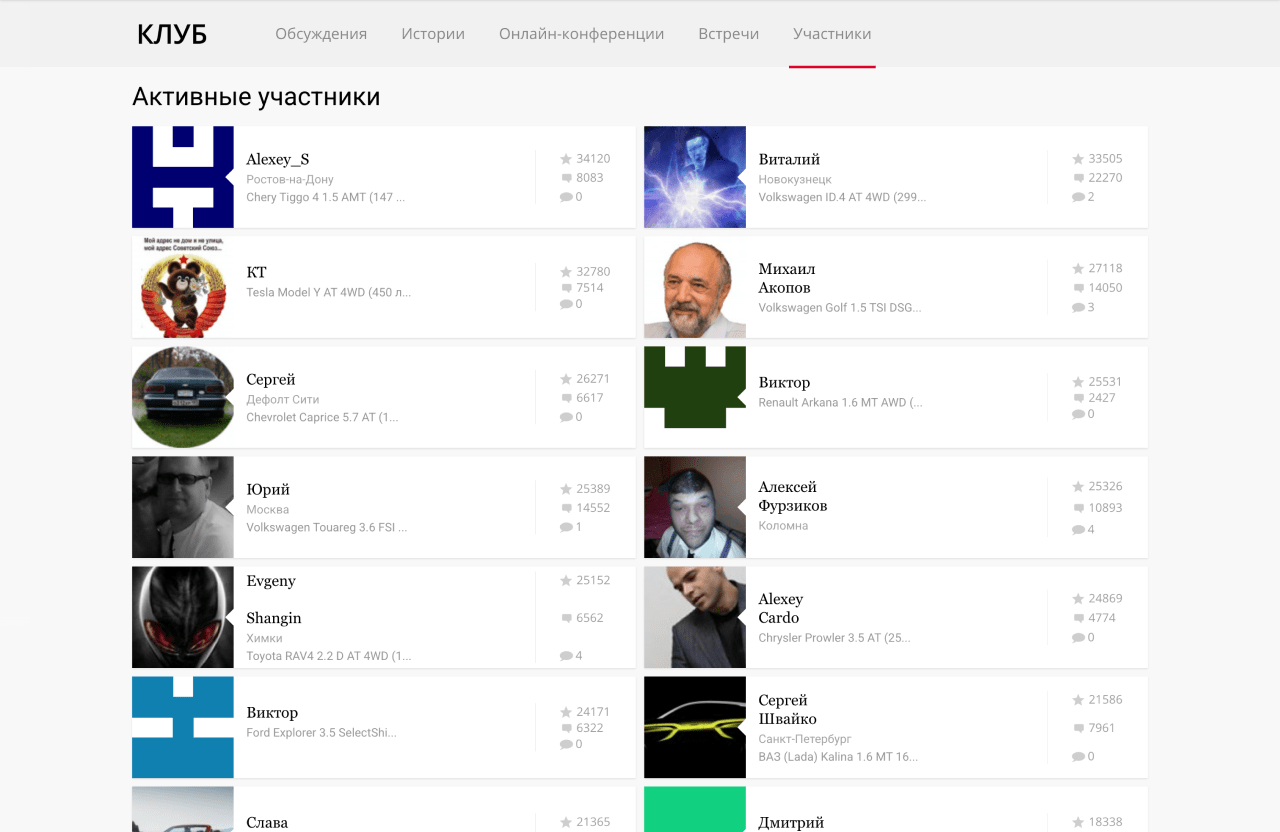 КЛУБ
Обсуждения
Истории
Онлайн-конференции
Встречи
Участники
Активные участники
Alexey_S
Ростов-на-Дону
Chery Tiggo 4 1.5 AMT (147 ...
34120
8083
0
Виталий
Новокузнецк
Volkswagen ID.4 AT 4WD (299...
33505
22270
2
Мой адрес не дом и не улица,
мой адрес Советский Союз...
КТ
Tesla Model Y AT 4WD (450 л...
32780
7514
0
Михаил
Акопов
Volkswagen Golf 1.5 TSI DSG...
27118
14050
3
Сергей
Дефолт Сити
Chevrolet Caprice 5.7 AT (1...
26271
6617
0
Виктор
Renault Arkana 1.6 MT AWD (...
25531
2427
0
Юрий
Москва
Volkswagen Touareg 3.6 FSI ...
25389
14552
1
Алексей
Фурзиков
Коломна
25326
10893
4
Evgeny
Shangin
Химки
Toyota RAV4 2.2 D AT 4WD (1...
25152
6562
4
Alexey
Cardo
Chrysler Prowler 3.5 AT (25...
24869
4774
0
Виктор
Ford Explorer 3.5 SelectShi...
24171
6322
0
Сергей
Швайко
Санкт-Петербург
ВАЗ (Lada) Kalina 1.6 MT 16...
21586
7961
0
Слава
21365
Дмитрий
18338